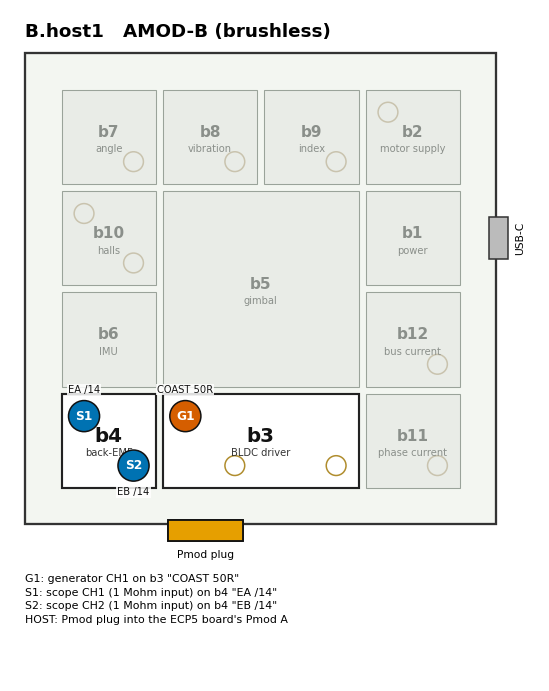 B.host1   AMOD-B (brushless)
b7
angle
b8
vibration
b9
index
b2
motor supply
b10
halls
b5
gimbal
b1
power
USB-C
b6
IMU
b12
bus current
EA /14
S1
b4
back-EMF
S2
EB /14
COAST 50R
G1
b3
BLDC driver
b11
phase current
Pmod plug
G1: generator CH1 on b3 "COAST 50R"
S1: scope CH1 (1 Mohm input) on b4 "EA /14"
S2: scope CH2 (1 Mohm input) on b4 "EB /14"
HOST: Pmod plug into the ECP5 board's Pmod A